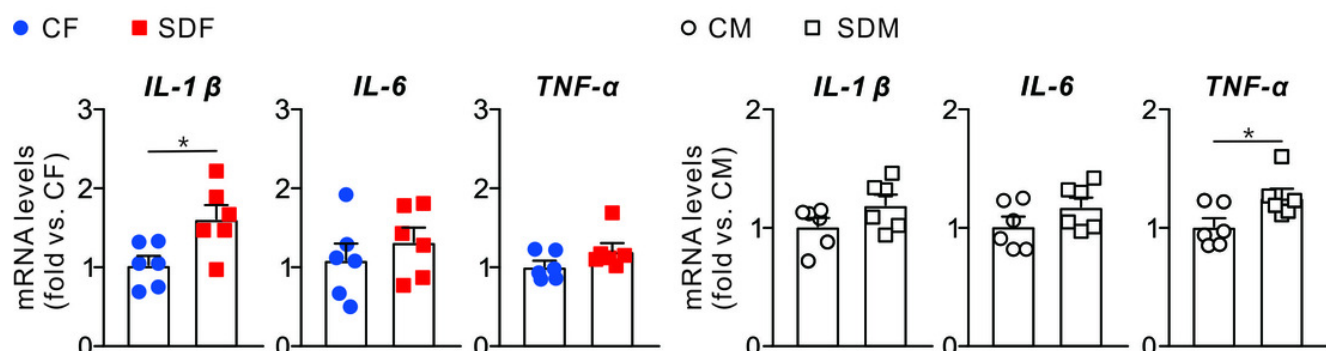 CF SDF CM SDM
IL-1 β IL-6 TNF-α IL-1 β IL-6 TNF-α
mRNA levels
(fold vs. CF)
3 2 1 0
*
3 2 1 0
3 2 1 0
mRNA levels
(fold vs. CM)
2 1 0
2 1 0
2 1 0
*